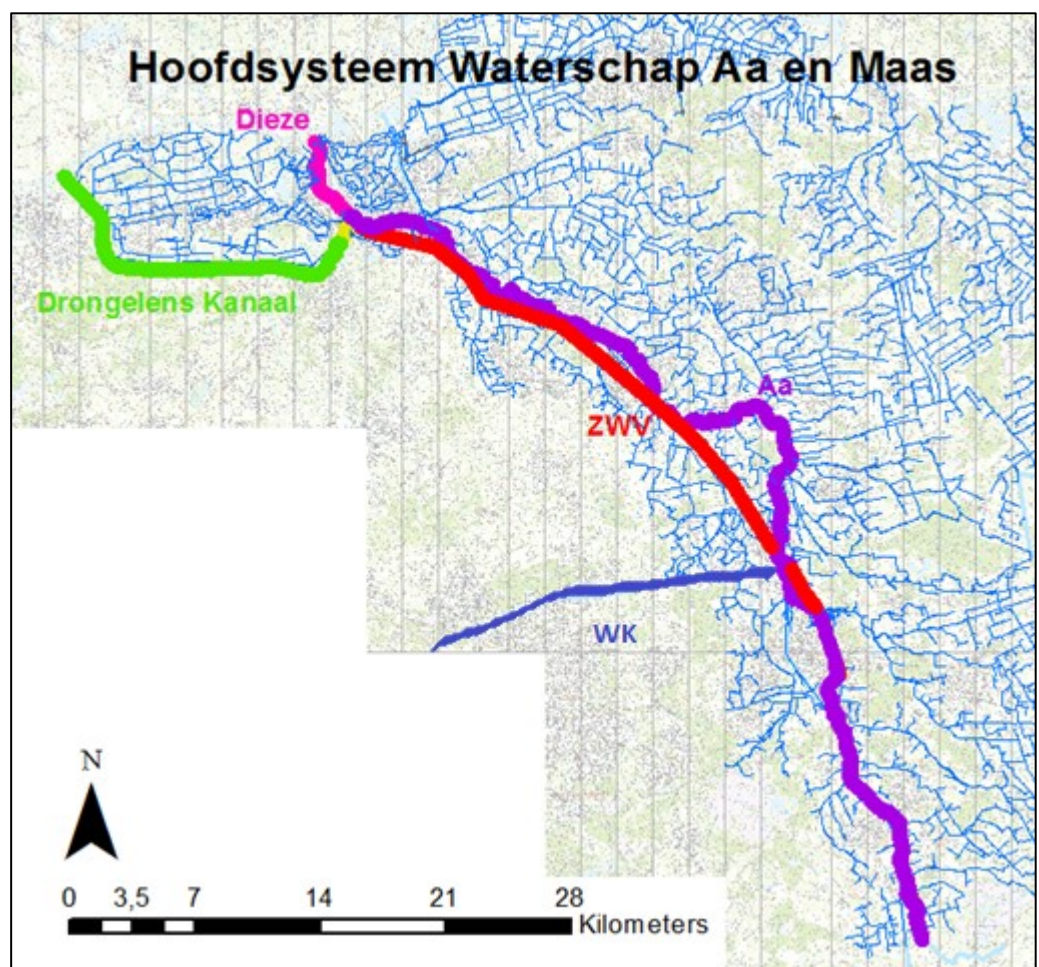 Hoofdsysteem Waterschap Aa en Maas
Dieze
Drongelens Kanaal
Aa
ZWV
WK
N
0 3,5 7 14 21 28
Kilometers